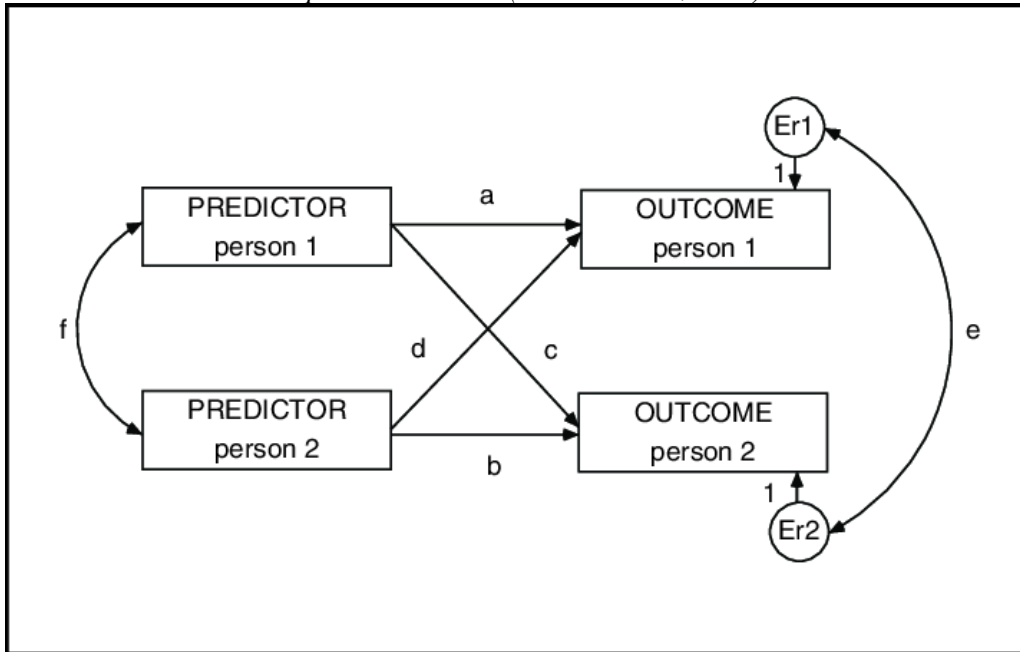 Er1
1
PREDICTOR
person 1
a
OUTCOME
person 1
f
d
c
e
PREDICTOR
person 2
b
OUTCOME
person 2
1
Er2